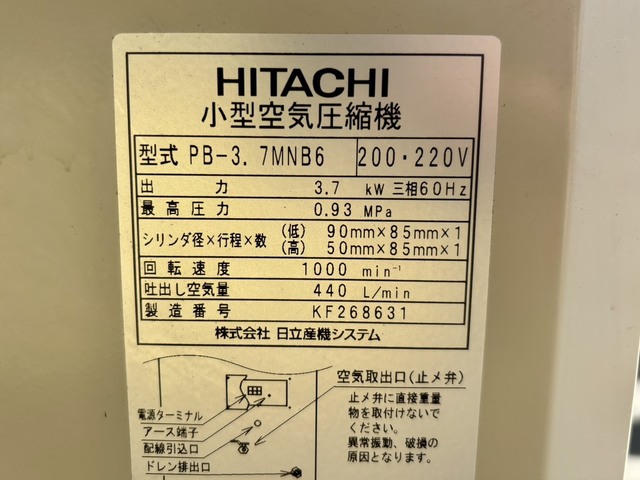 HITACHI
小型空気圧縮機
型式 PB-3.7MNB6 200・220V
出力 3.7 kW 三相60Hz
最高圧力 0.93 MPa
シリンダ径×行程×数 (低) 90mm×85mm×1
(高) 50mm×85mm×1
回転速度 1000 min⁻¹
吐出し空気量 440 L/min
製造番号 KF268631
株式会社 日立産機システム
空気取出口(止メ弁)
止メ弁に直接重量
物を取付けないで
ください。
異常振動、破損の
原因となります。
電源ターミナル
アース端子
配線引込口
ドレン排出口